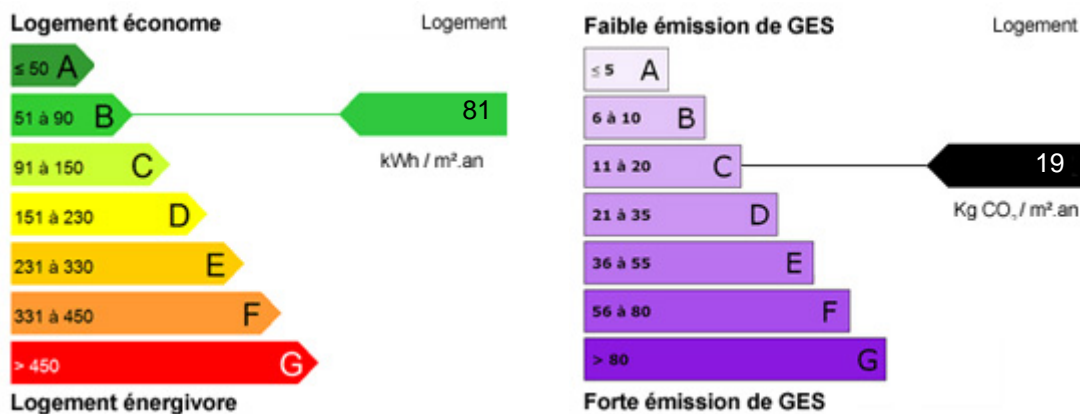 Logement économe Logement
≤ 50 A
51 à 90 B 81
91 à 150 C kWh / m².an
151 à 230 D
231 à 330 E
331 à 450 F
> 450 G
Logement énergivore
Faible émission de GES Logement
≤ 5 A
6 à 10 B
11 à 20 C 19
21 à 35 D Kg CO₂/ m².an
36 à 55 E
56 à 80 F
> 80 G
Forte émission de GES